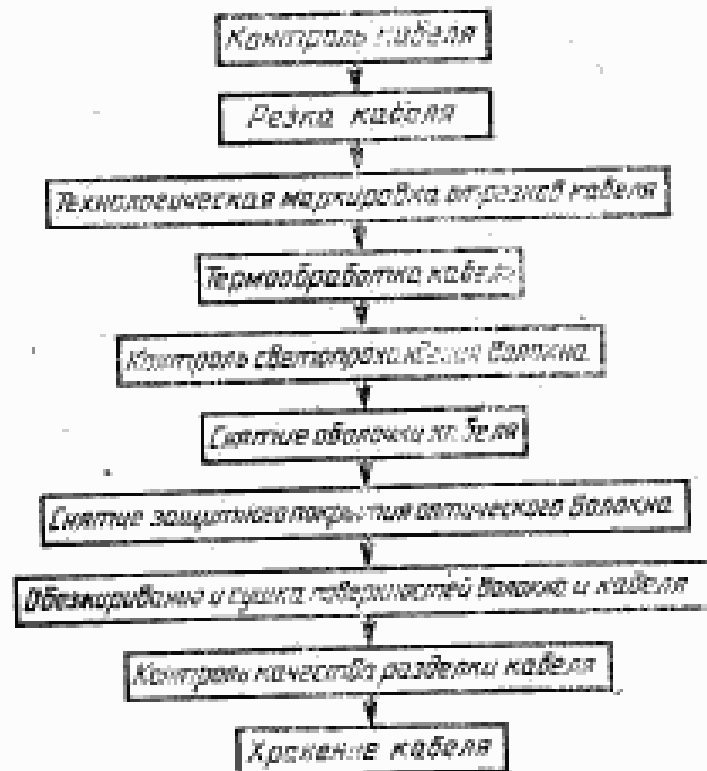 Контроль кабеля
Резка кабеля
Технологическая маркировка отрезков кабеля
Термообработка кабеля
Контроль светопрохождения волокна
Снятие оболочки кабеля
Снятие защитного покрытия оптического волокна
Обезжиривание и сушка поверхностей волокна и кабеля
Контроль качества разделки кабеля
Хранение кабеля